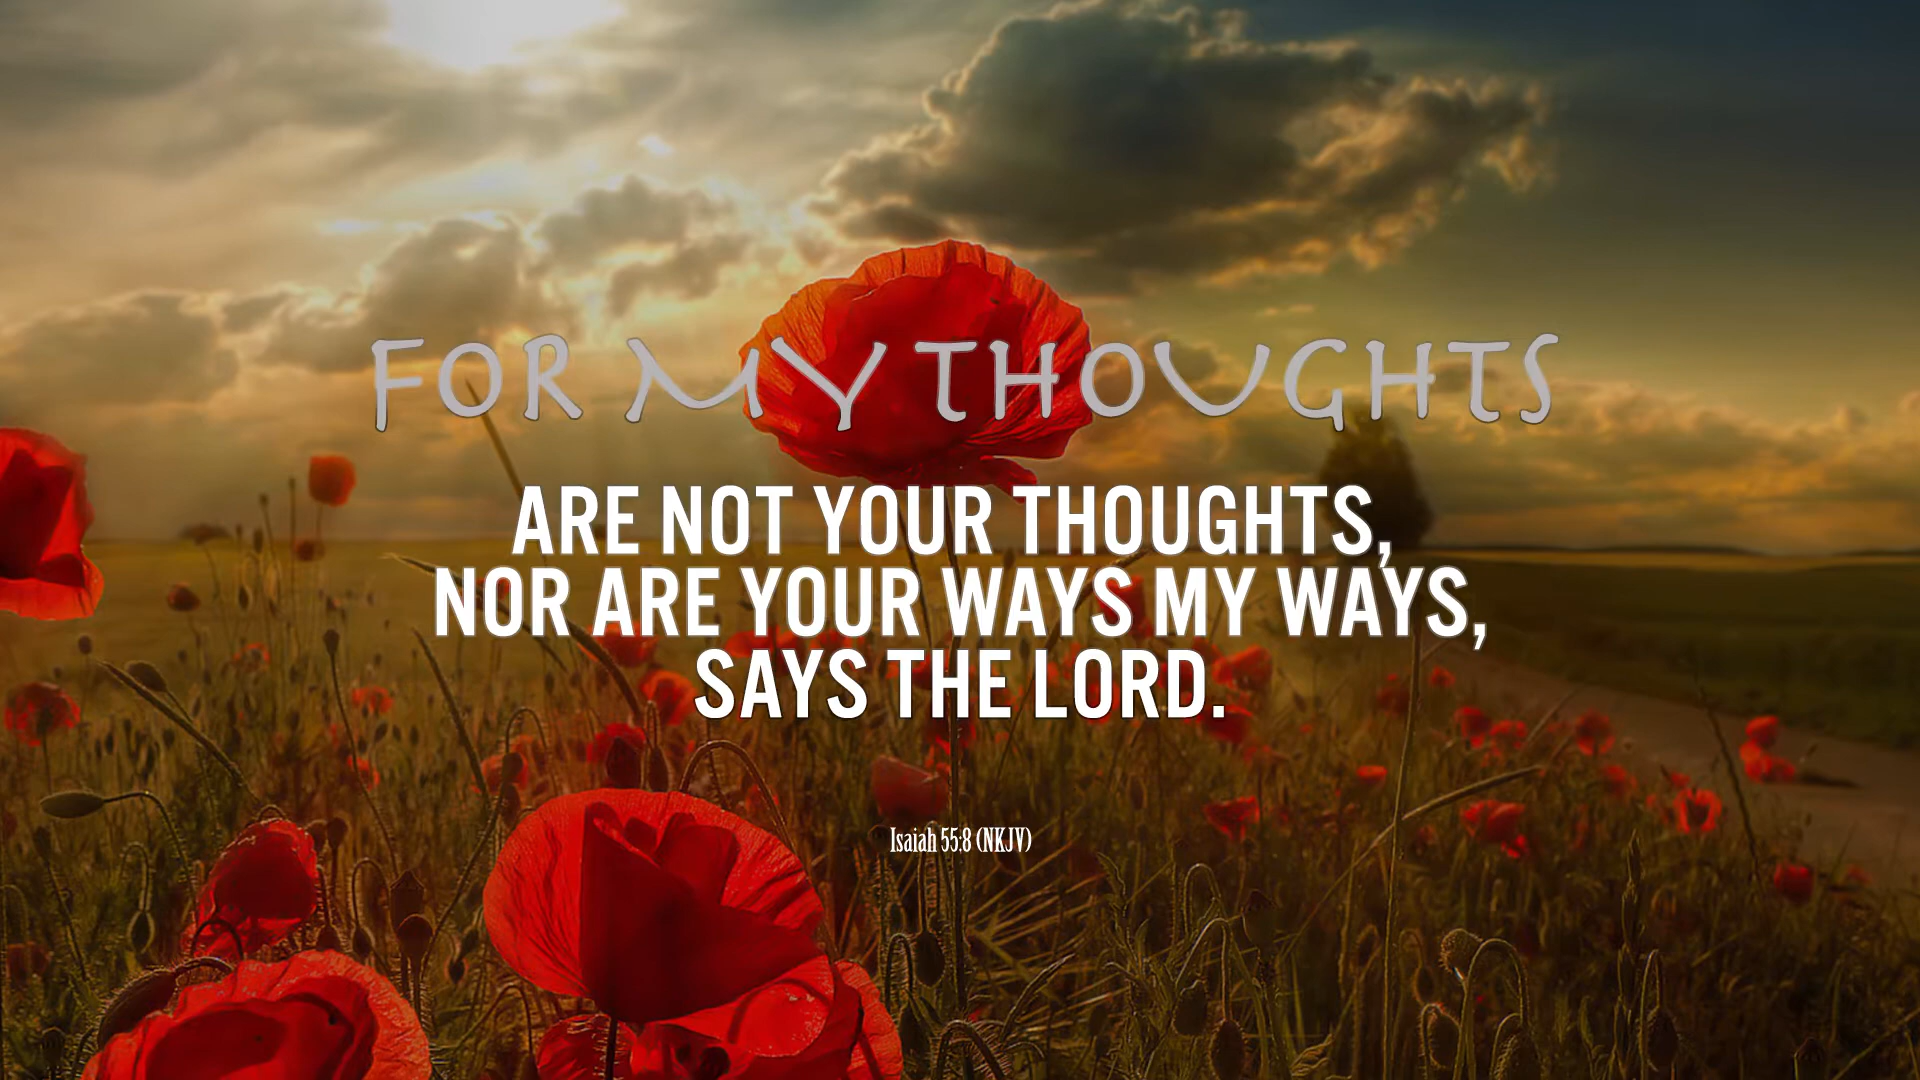 FOR MY THOUGHTS
ARE NOT YOUR THOUGHTS,
NOR ARE YOUR WAYS MY WAYS,
SAYS THE LORD.
Isaiah 55:8 (NKJV)